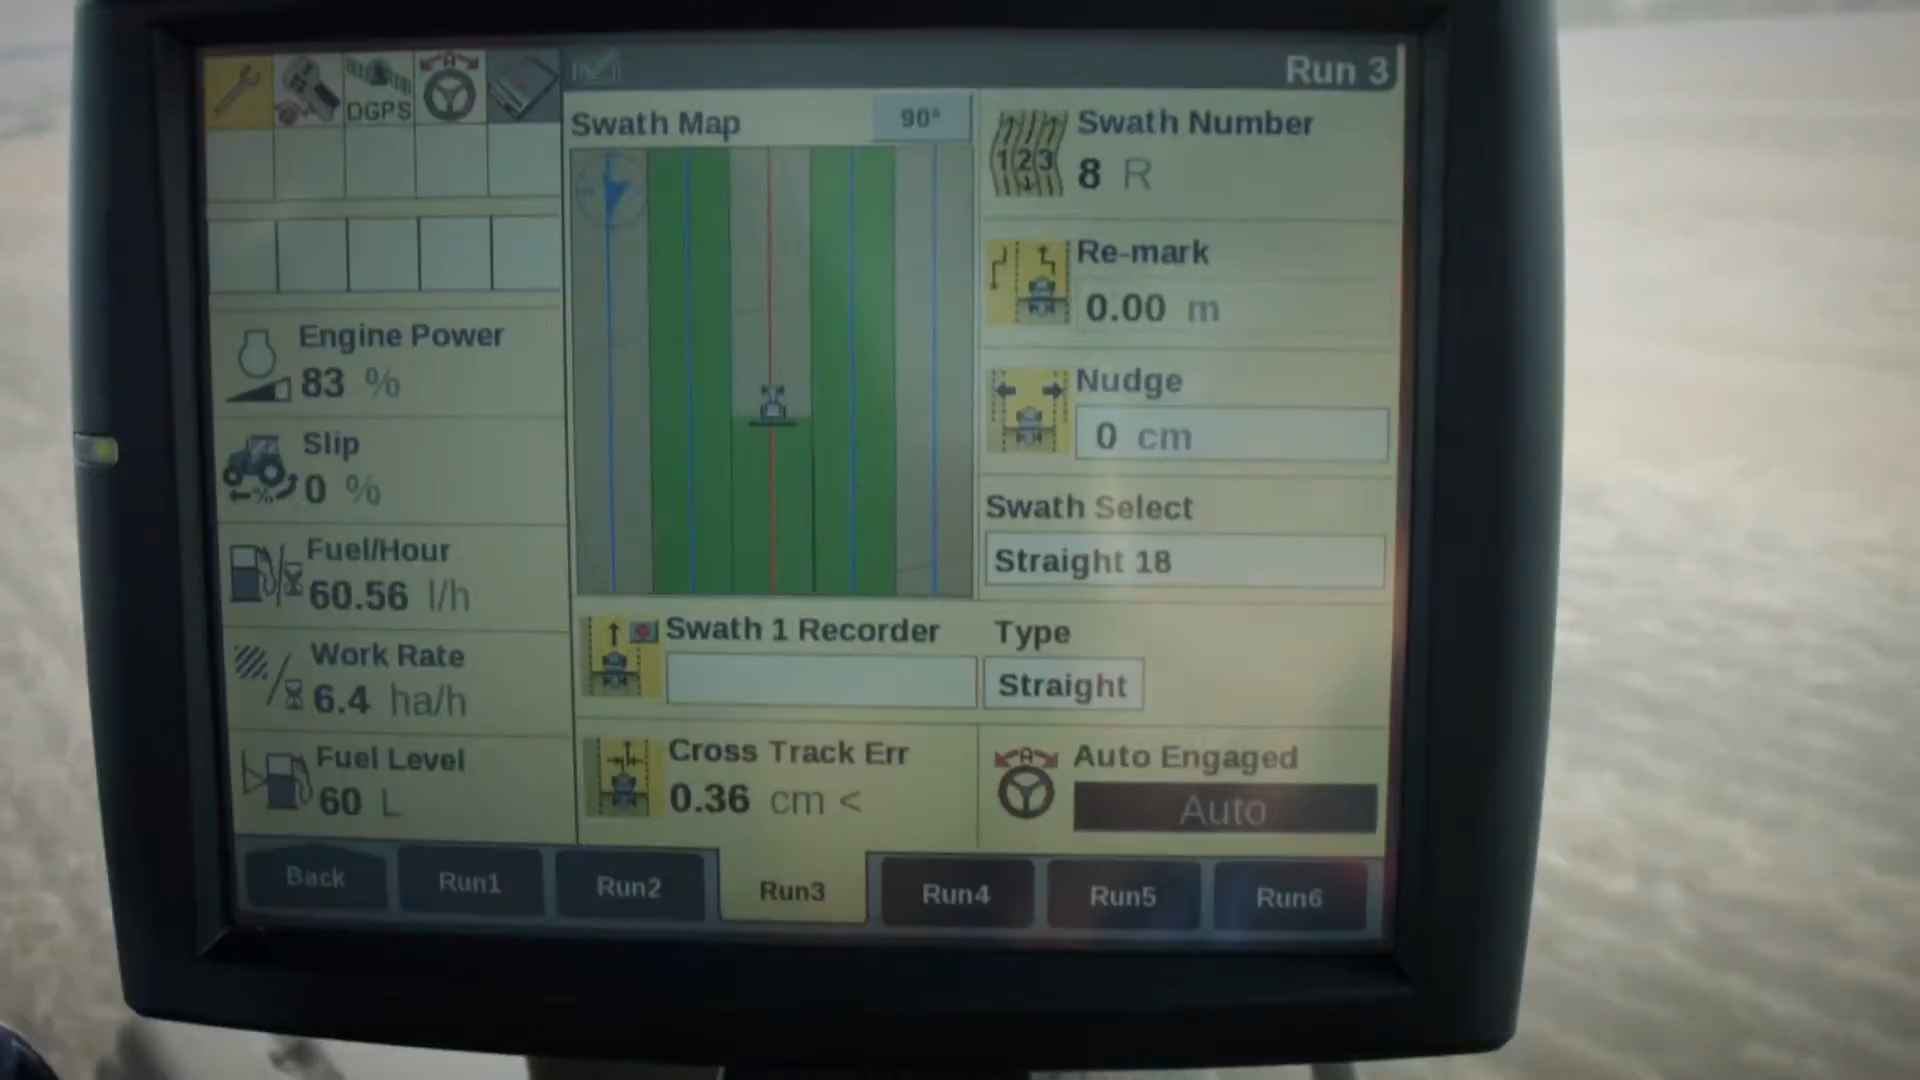 Run 3
DGPS
A
Swath Map
90°
Swath Number
1 2 3
8 R
Re-mark
0.00 m
Engine Power
83 %
Nudge
0 cm
Slip
0 %
Swath Select
Straight 18
Fuel/Hour
60.56 l/h
Swath 1 Recorder
Type
Straight
Work Rate
6.4 ha/h
Cross Track Err
0.36 cm <
A
Auto Engaged
Auto
Fuel Level
60 L
Back
Run1
Run2
Run3
Run4
Run5
Run6